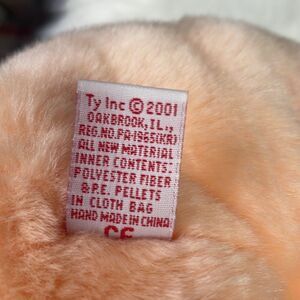 Ty Inc © 2001
OAKBROOK, IL.,
REG.NO.PA-1965(KR)
ALL NEW MATERIAL
INNER CONTENTS:
POLYESTER FIBER
& P.E. PELLETS
IN CLOTH BAG
HAND MADE IN CHINA
CE